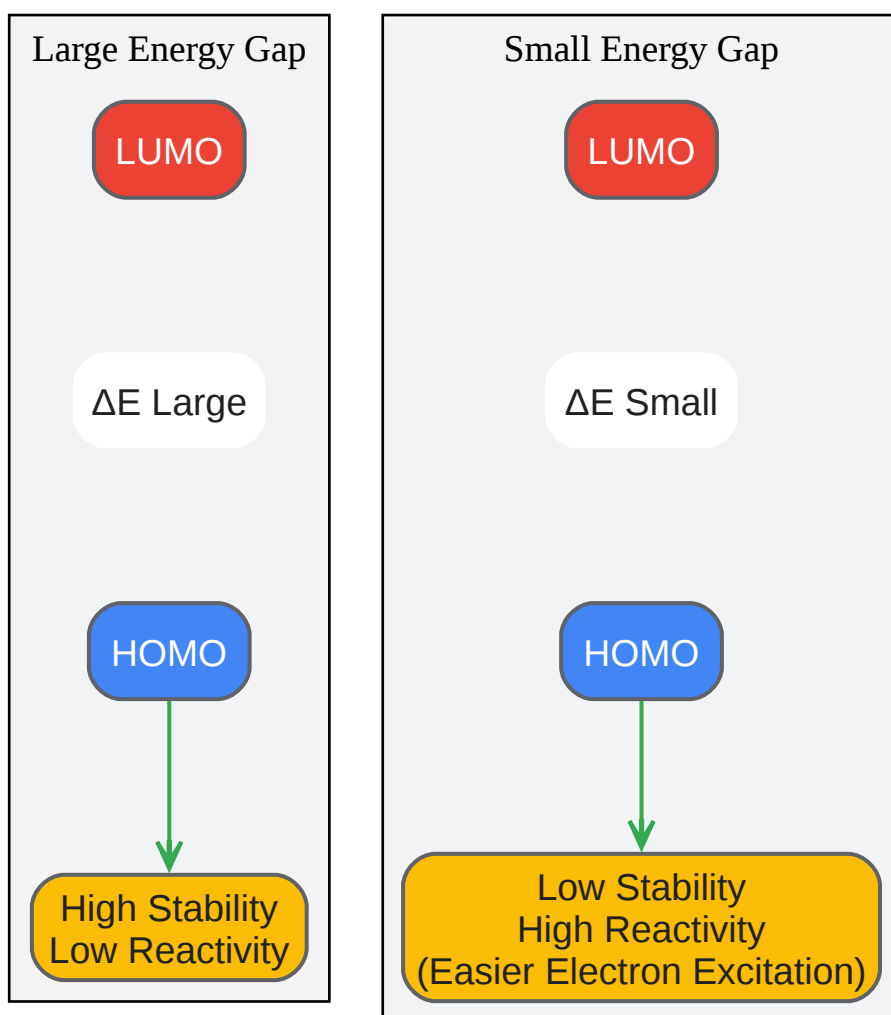 Large Energy Gap
LUMO
ΔE Large
HOMO
High Stability
Low Reactivity
Small Energy Gap
LUMO
ΔE Small
HOMO
Low Stability
High Reactivity
(Easier Electron Excitation)